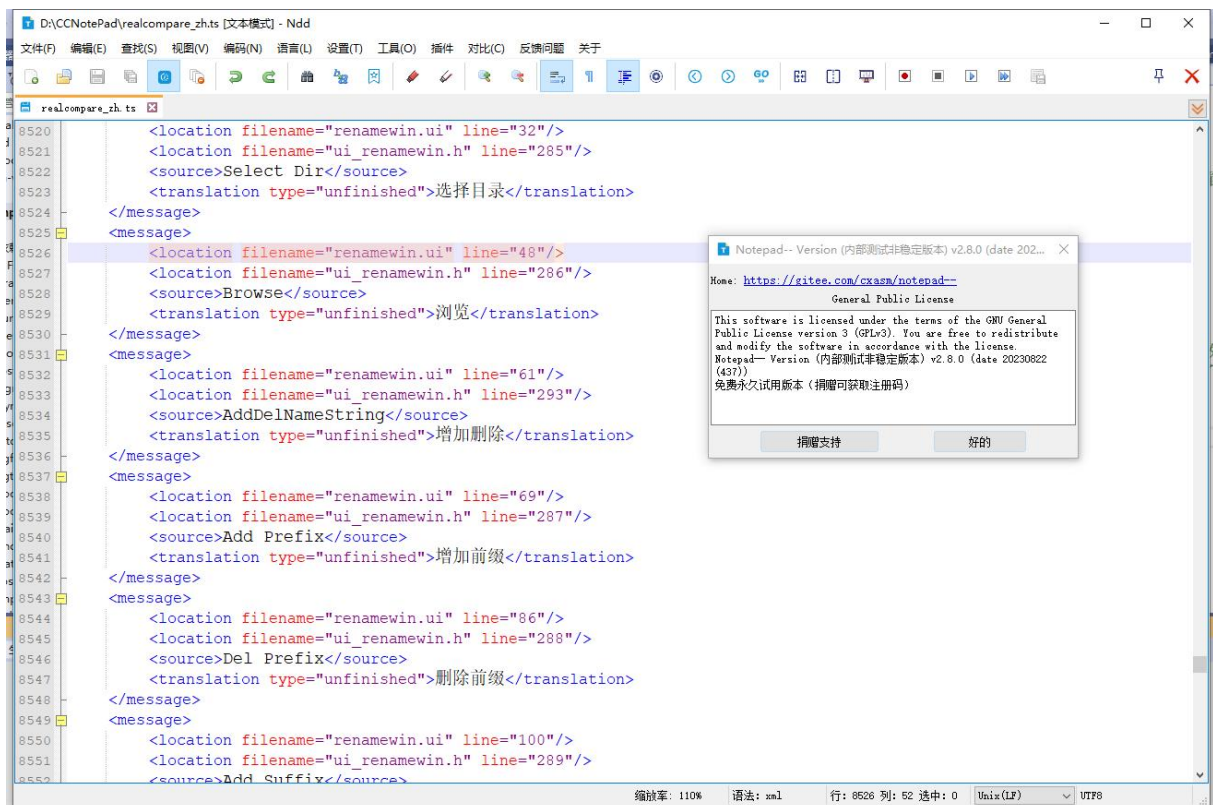 D:\CCNotePad\realcompare_zh.ts [文本模式] - Ndd
文件(F) 编辑(E) 查找(S) 视图(V) 编码(N) 语言(L) 设置(T) 工具(O) 插件 对比(C) 反馈问题 关于
realcompare_zh.ts
8520 <location filename="renamewin.ui" line="32"/>
8521 <location filename="ui_renamewin.h" line="285"/>
8522 <source>Select Dir</source>
8523 <translation type="unfinished">选择目录</translation>
8524 </message>
8525 <message>
8526 <location filename="renamewin.ui" line="48"/>
8527 <location filename="ui_renamewin.h" line="286"/>
8528 <source>Browse</source>
8529 <translation type="unfinished">浏览</translation>
8530 </message>
8531 <message>
8532 <location filename="renamewin.ui" line="61"/>
8533 <location filename="ui_renamewin.h" line="293"/>
8534 <source>AddDelNameString</source>
8535 <translation type="unfinished">增加删除</translation>
8536 </message>
8537 <message>
8538 <location filename="renamewin.ui" line="69"/>
8539 <location filename="ui_renamewin.h" line="287"/>
8540 <source>Add Prefix</source>
8541 <translation type="unfinished">增加前缀</translation>
8542 </message>
8543 <message>
8544 <location filename="renamewin.ui" line="86"/>
8545 <location filename="ui_renamewin.h" line="288"/>
8546 <source>Del Prefix</source>
8547 <translation type="unfinished">删除前缀</translation>
8548 </message>
8549 <message>
8550 <location filename="renamewin.ui" line="100"/>
8551 <location filename="ui_renamewin.h" line="289"/>
8552 <source>Add Suffix</source>
Notepad-- Version (内部测试非稳定版本) v2.8.0 (date 202...
Home: https://gitee.com/cxasm/notepad--
General Public License
This software is licensed under the terms of the GNU General
Public License version 3 (GPLv3). You are free to redistribute
and modify the software in accordance with the license.
Notepad-- Version (内部测试非稳定版本) v2.8.0 (date 20230822
(437))
免费永久试用版本（捐赠可获取注册码）
捐赠支持 好的
缩放率: 110% 语法: xml 行: 8526 列: 52 选中: 0 Unix(LF) UTF8